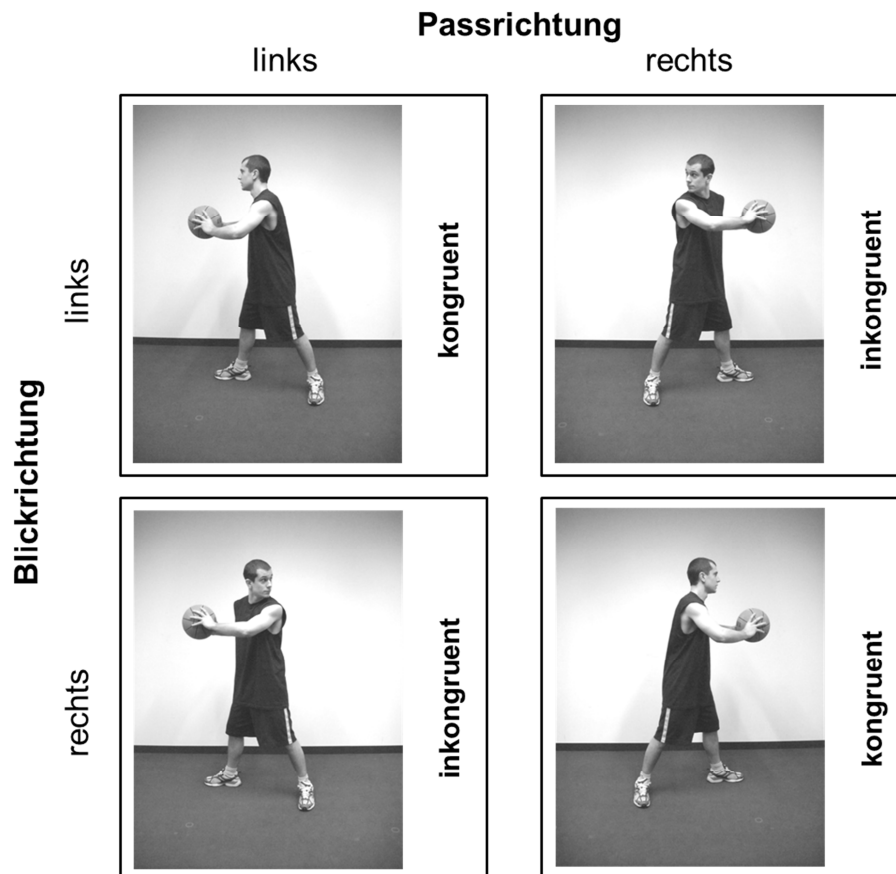 Passrichtung
links
rechts
Blickrichtung
links
kongruent
inkongruent
rechts
inkongruent
kongruent